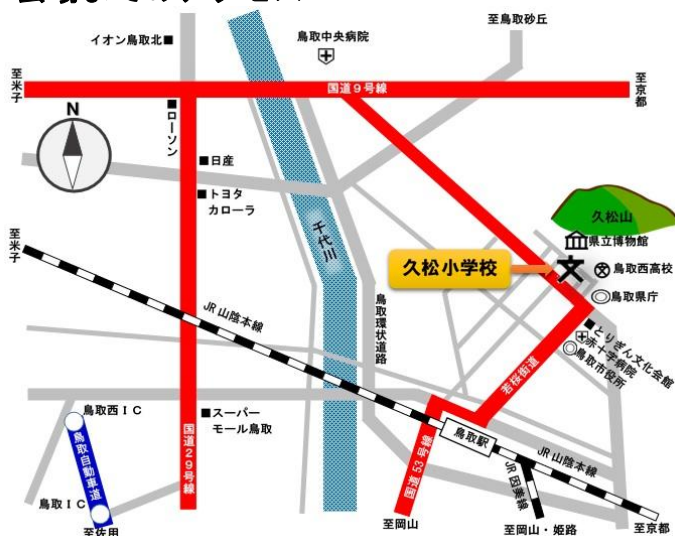 至鳥取砂丘
イオン鳥取北■
鳥取中央病院
至米子
国道9号線
至京都
N
■ローソン
■日産
■トヨタ
カローラ
千代川
久松山
県立博物館
久松小学校
文
鳥取西高校
鳥取県庁
至米子
JR山陰本線
鳥取環状道路
■とりぎん文化会館
赤十字病院
鳥取市役所
若桜街道
鳥取西IC
■スーパー
モール鳥取
国道29号線
鳥取自動車道
国道53号線
鳥取駅
JR山陰本線
JR因美線
鳥取IC
至佐用
至岡山
至岡山・姫路
至京都